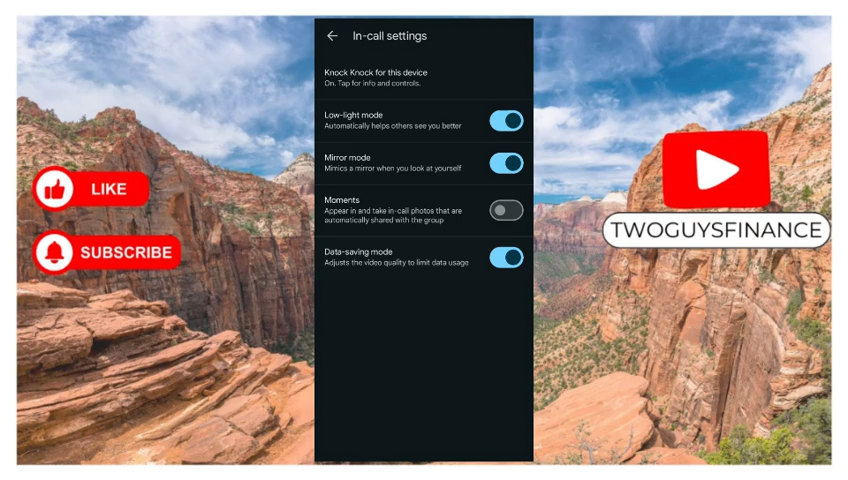 In-call settings
Knock Knock for this device
On. Tap for info and controls.
Low-light mode
Automatically helps others see you better
Mirror mode
Mimics a mirror when you look at yourself
Moments
Appear in and take in-call photos that are
automatically shared with the group
Data-saving mode
Adjusts the video quality to limit data usage
LIKE
SUBSCRIBE
TWOGUYSFINANCE